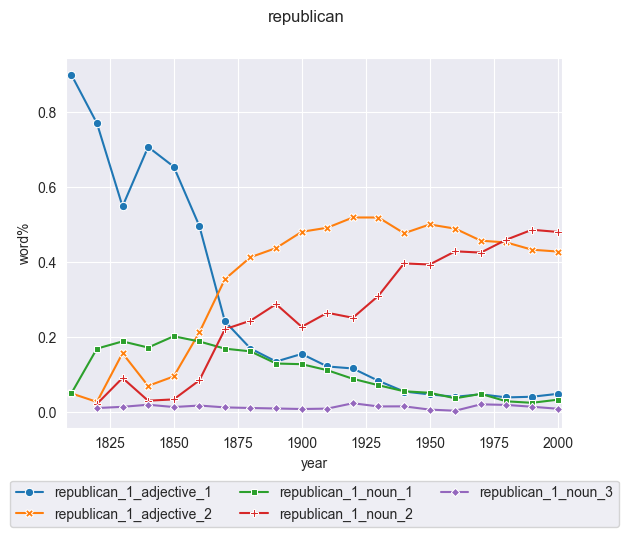 republican
0.8
0.6
0.4
0.2
0.0
word%
1825 1850 1875 1900 1925 1950 1975 2000
year
republican_1_adjective_1 republican_1_noun_1 republican_1_noun_3
republican_1_adjective_2 republican_1_noun_2